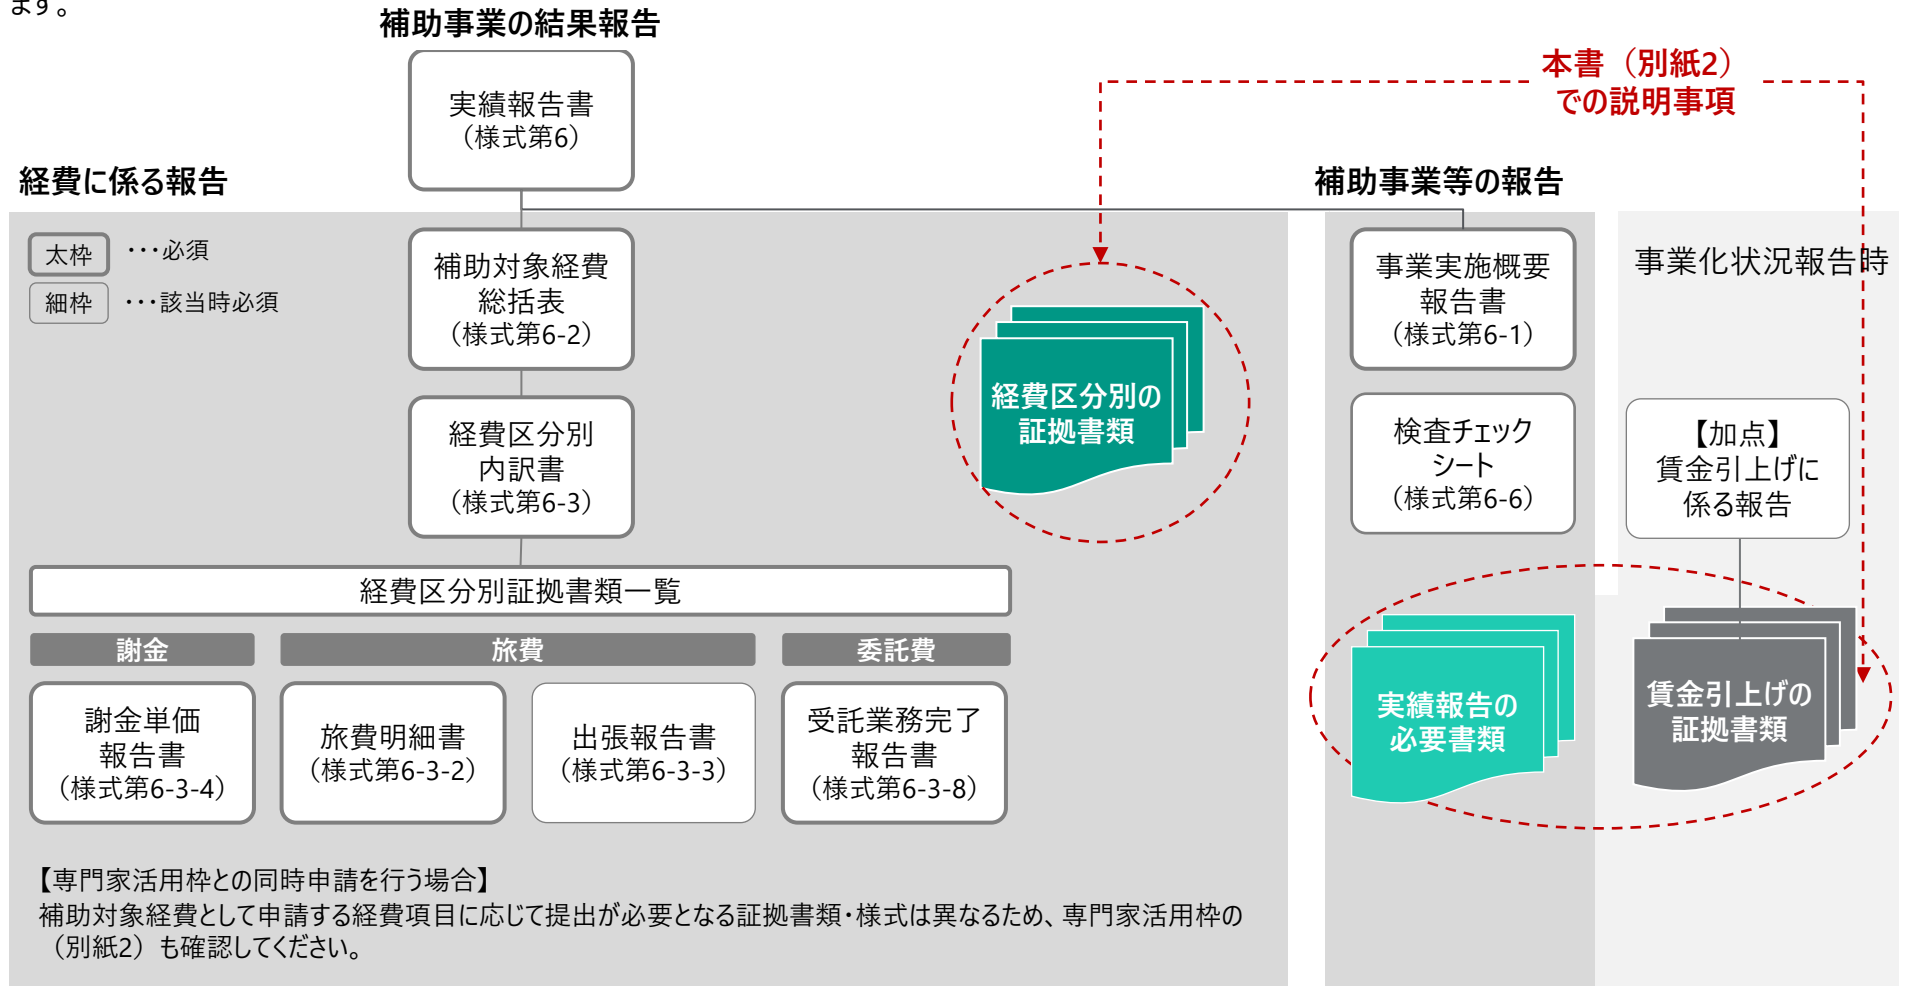 ます。
補助事業の結果報告
実績報告書
（様式第6）
本書（別紙2）
での説明事項
経費に係る報告
補助事業等の報告
太枠 ・・・必須
細枠 ・・・該当時必須
補助対象経費
総括表
（様式第6-2）
経費区分別
内訳書
（様式第6-3）
経費区分別の
証拠書類
事業実施概要
報告書
（様式第6-1）
検査チェック
シート
（様式第6-6）
事業化状況報告時
【加点】
賃金引上げに
係る報告
経費区分別証拠書類一覧
謝金
旅費
委託費
謝金単価
報告書
（様式第6-3-4）
旅費明細書
（様式第6-3-2）
出張報告書
（様式第6-3-3）
受託業務完了
報告書
（様式第6-3-8）
実績報告の
必要書類
賃金引上げの
証拠書類
【専門家活用枠との同時申請を行う場合】
補助対象経費として申請する経費項目に応じて提出が必要となる証拠書類・様式は異なるため、専門家活用枠の
（別紙2）も確認してください。